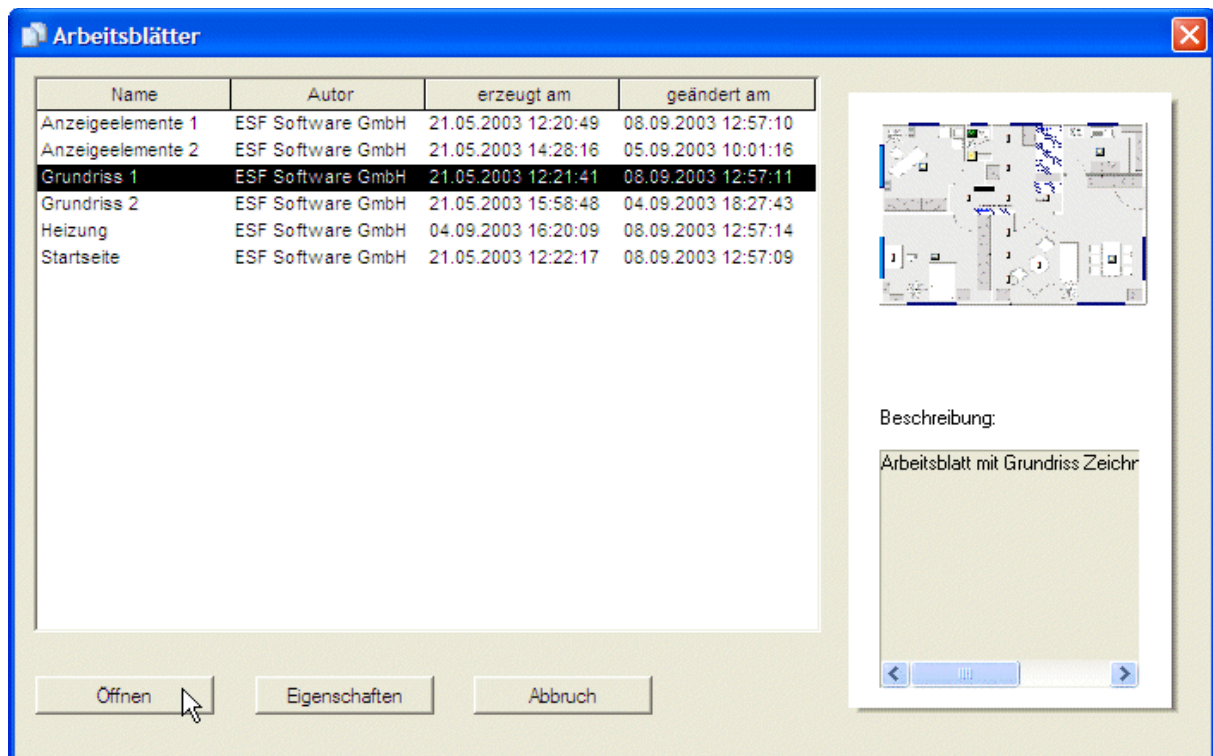 Arbeitsblätter
Name Autor erzeugt am geändert am
Anzeigeelemente 1 ESF Software GmbH 21.05.2003 12:20:49 08.09.2003 12:57:10
Anzeigeelemente 2 ESF Software GmbH 21.05.2003 14:28:16 05.09.2003 10:01:16
Grundriss 1 ESF Software GmbH 21.05.2003 12:21:41 08.09.2003 12:57:11
Grundriss 2 ESF Software GmbH 21.05.2003 15:58:48 04.09.2003 18:27:43
Heizung ESF Software GmbH 04.09.2003 16:20:09 08.09.2003 12:57:14
Startseite ESF Software GmbH 21.05.2003 12:22:17 08.09.2003 12:57:09
Beschreibung:
Arbeitsblatt mit Grundriss Zeichr
Öffnen Eigenschaften Abbruch